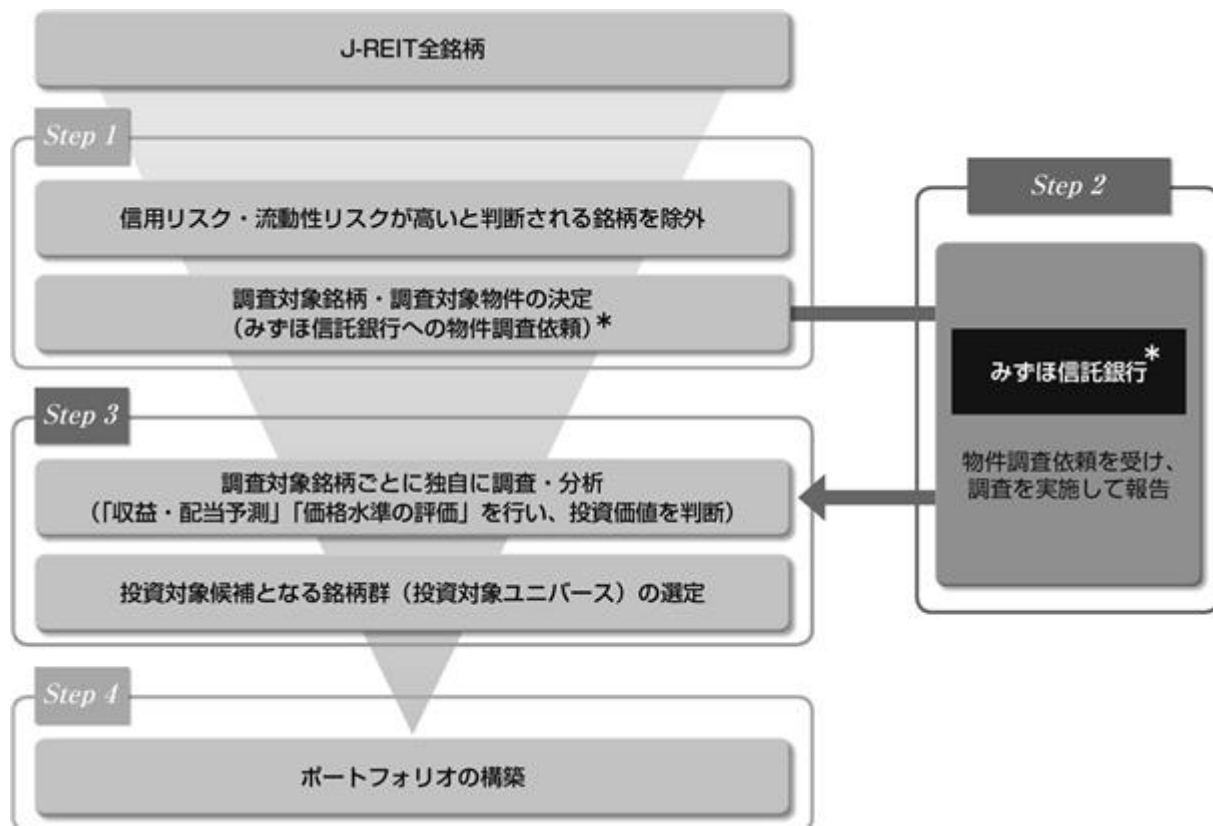 J-REIT全銘柄
Step 1
信用リスク・流動性リスクが高いと判断される銘柄を除外
調査対象銘柄・調査対象物件の決定
（みずほ信託銀行への物件調査依頼）*
Step 2
みずほ信託銀行*
物件調査依頼を受け、
調査を実施して報告
Step 3
調査対象銘柄ごとに独自に調査・分析
（「収益・配当予測」「価格水準の評価」を行い、投資価値を判断）
投資対象候補となる銘柄群（投資対象ユニバース）の選定
Step 4
ポートフォリオの構築